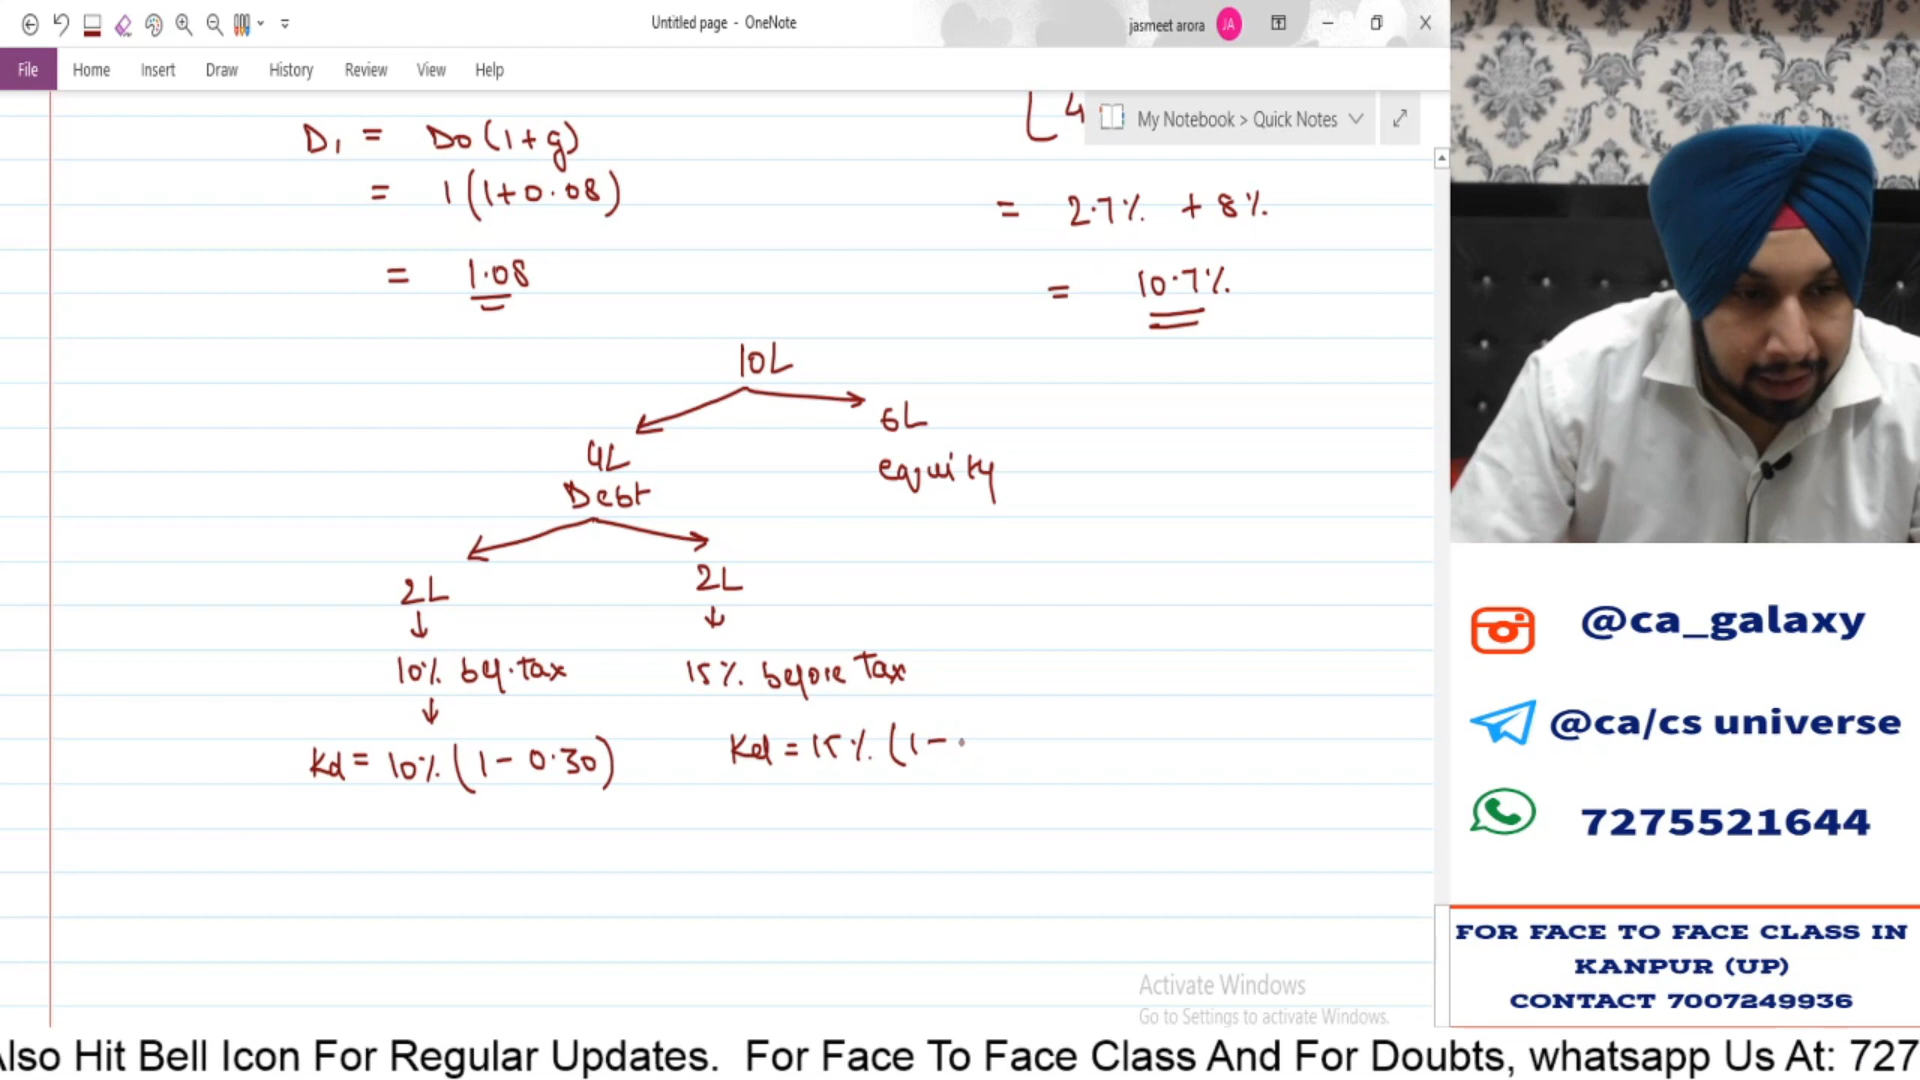 Untitled page - OneNote
jasmeet arora
JA
File
Home
Insert
Draw
History
Review
View
Help
My Notebook > Quick Notes
D₁ = Do (1+g)
= 1 (1+0.08)
= 1.08
[4
= 2.7% + 8%
= 10.7%
10L
4L
Debt
6L
equity
2L
2L
10% bef. tax
15% before Tax
Kd = 10% (1 - 0.30)
Kd = 15% (1 -
Activate Windows
Go to Settings to activate Windows.
@ca_galaxy
@ca/cs universe
7275521644
FOR FACE TO FACE CLASS IN
KANPUR (UP)
CONTACT 7007249936
Also Hit Bell Icon For Regular Updates. For Face To Face Class And For Doubts, whatsapp Us At: 727